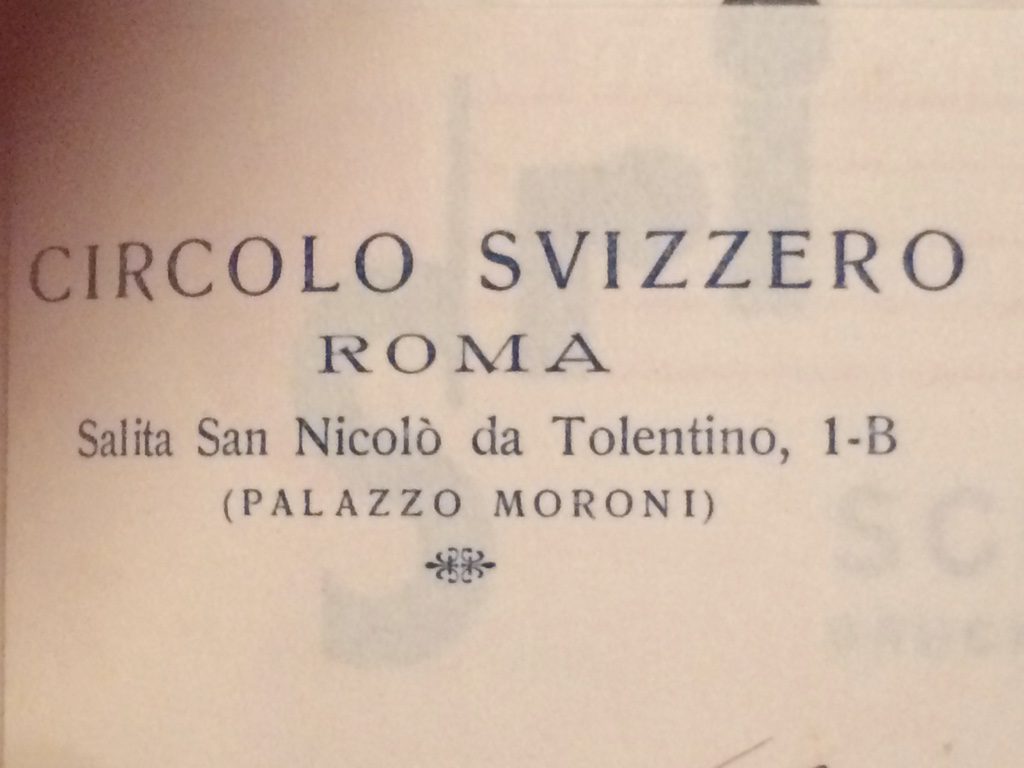 CIRCOLO SVIZZERO
ROMA
Salita San Nicolò da Tolentino, 1-B
(PALAZZO MORONI)